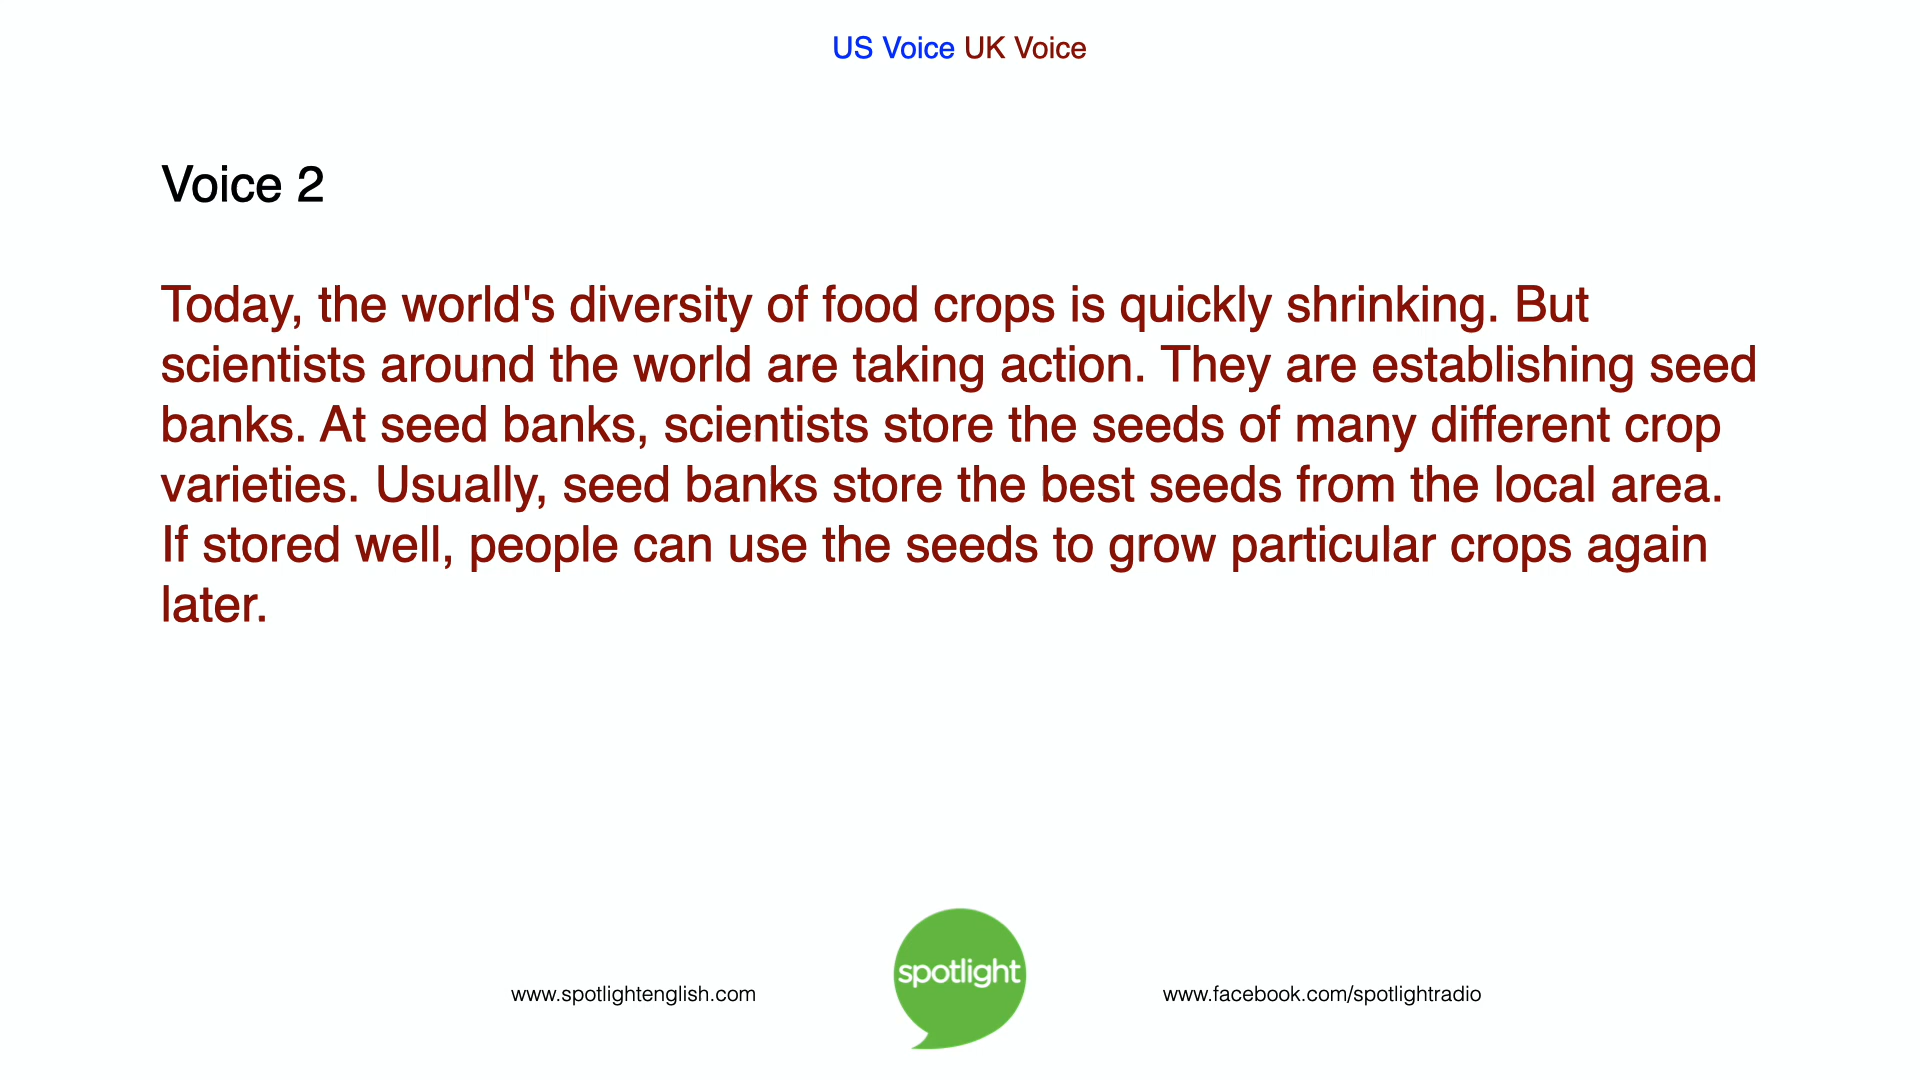 US Voice UK Voice
Voice 2
Today, the world's diversity of food crops is quickly shrinking. But
scientists around the world are taking action. They are establishing seed
banks. At seed banks, scientists store the seeds of many different crop
varieties. Usually, seed banks store the best seeds from the local area.
If stored well, people can use the seeds to grow particular crops again
later.
spotlight
www.spotlightenglish.com
www.facebook.com/spotlightradio